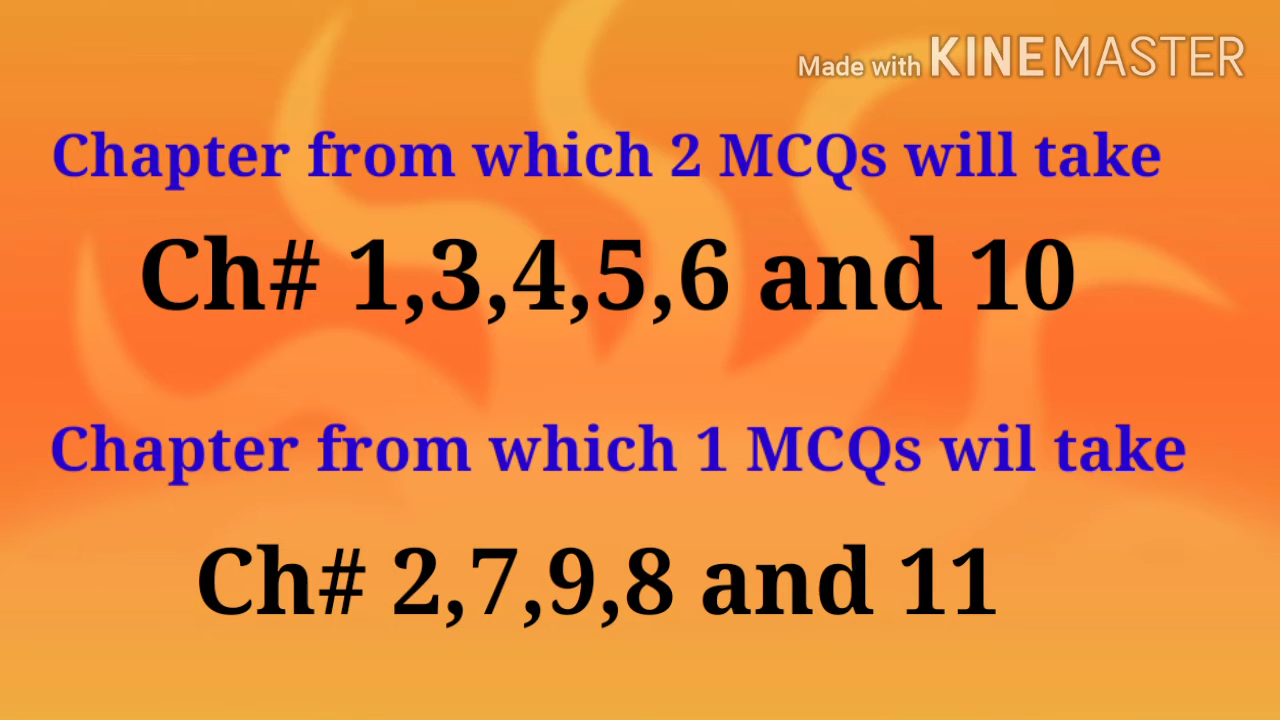 Made with KINEMASTER
Chapter from which 2 MCQs will take
Ch# 1,3,4,5,6 and 10
Chapter from which 1 MCQs wil take
Ch# 2,7,9,8 and 11